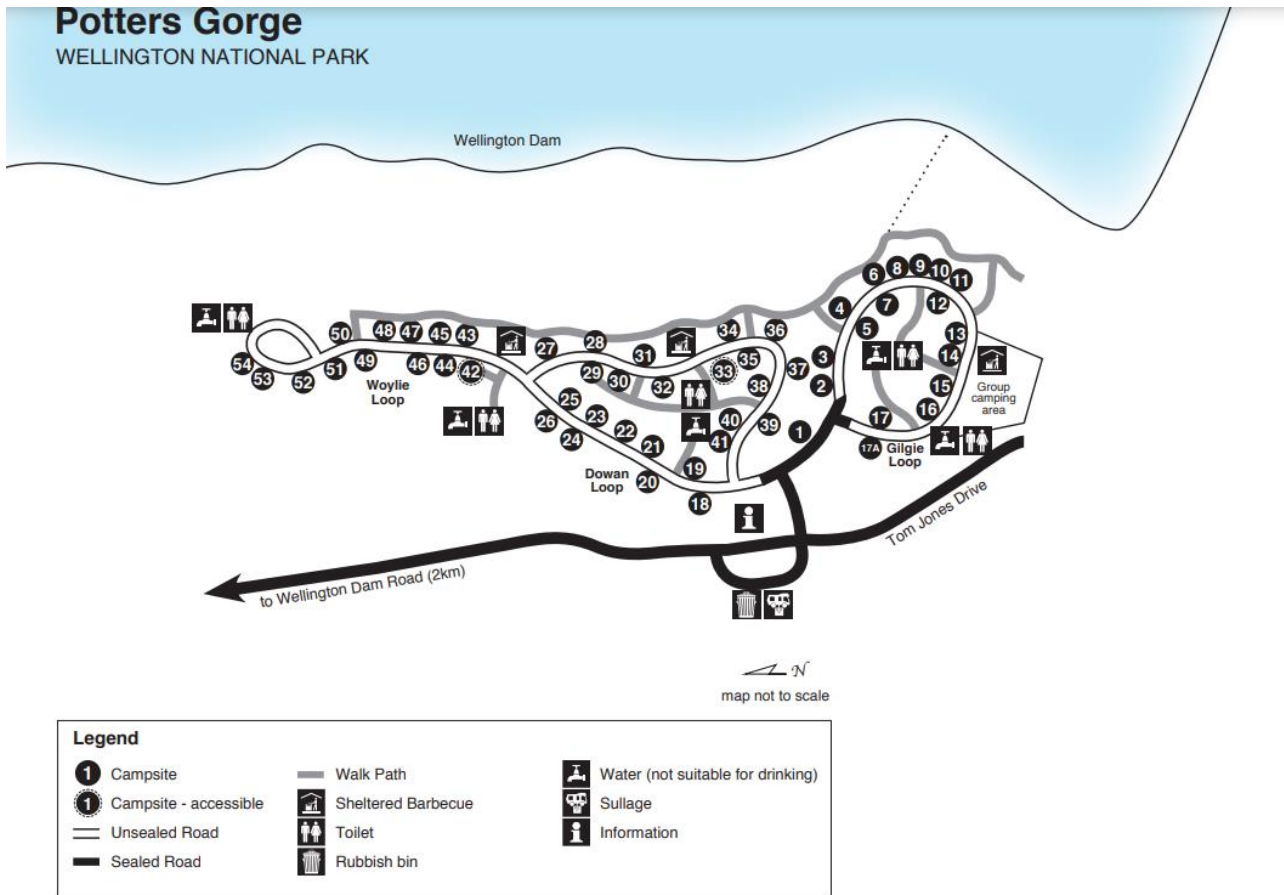 Potters Gorge
WELLINGTON NATIONAL PARK
Wellington Dam
6
8
9
10
11
4
7
12
5
13
3
14
2
37
15
Group
camping
area
16
17
17A
Gilgie
Loop
1
50
48
47
45
43
27
28
31
34
36
35
33
32
30
29
38
39
40
41
54
53
52
51
49
46
44
42
Woylie
Loop
25
26
23
24
22
21
20
19
18
Dowan
Loop
i
Tom Jones Drive
to Wellington Dam Road (2km)
N
map not to scale
Legend
1 Campsite
1 Campsite - accessible
Unsealed Road
Sealed Road
Walk Path
Sheltered Barbecue
Toilet
Rubbish bin
Water (not suitable for drinking)
Sullage
i Information